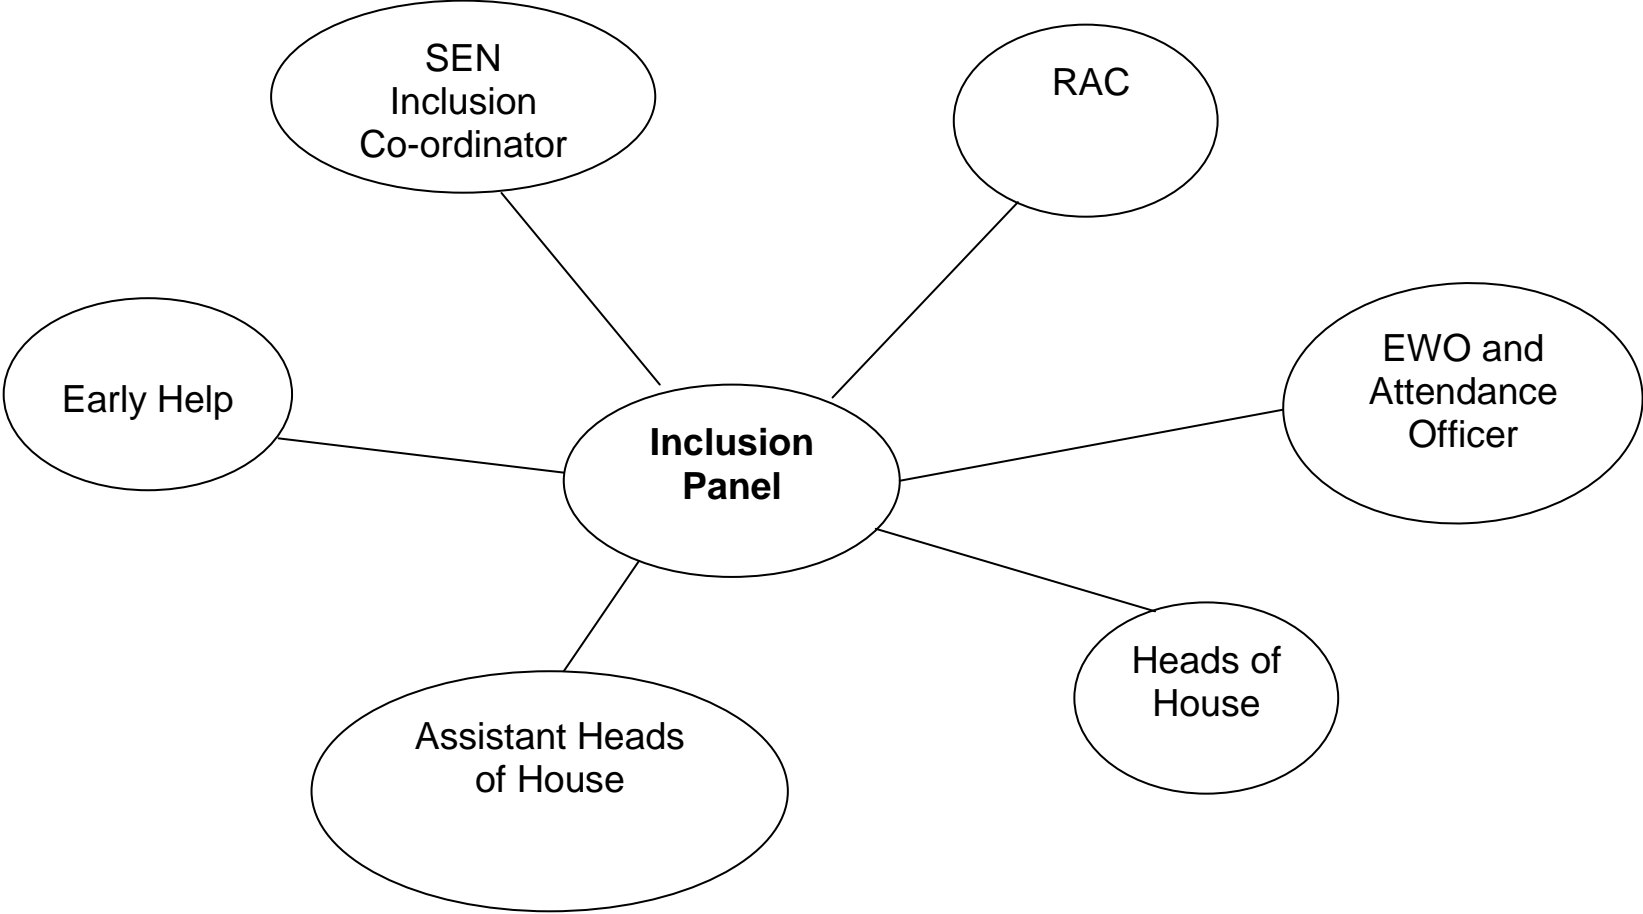 SEN
Inclusion
Co-ordinator
RAC
EWO and
Attendance
Officer
Early Help
Inclusion
Panel
Heads of
House
Assistant Heads
of House